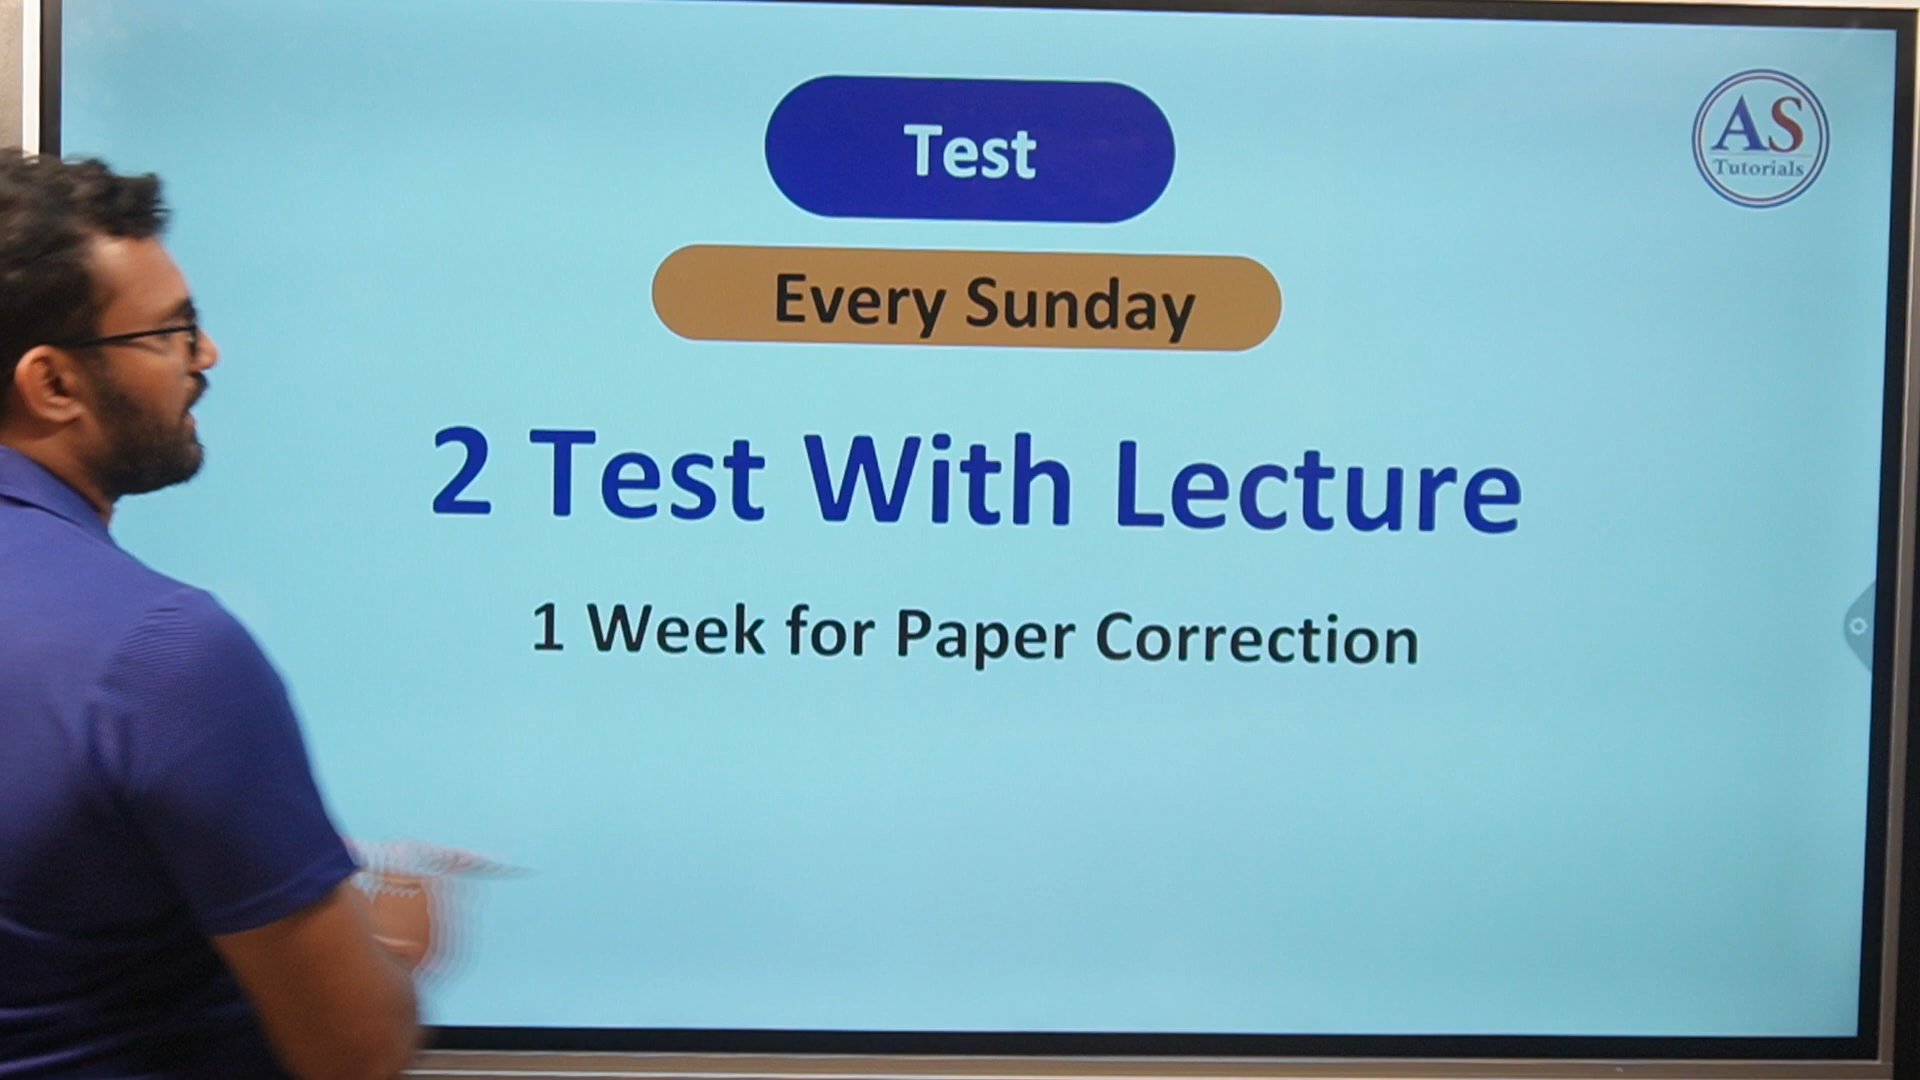 Test
AS
Tutorials
Every Sunday
2 Test With Lecture
1 Week for Paper Correction